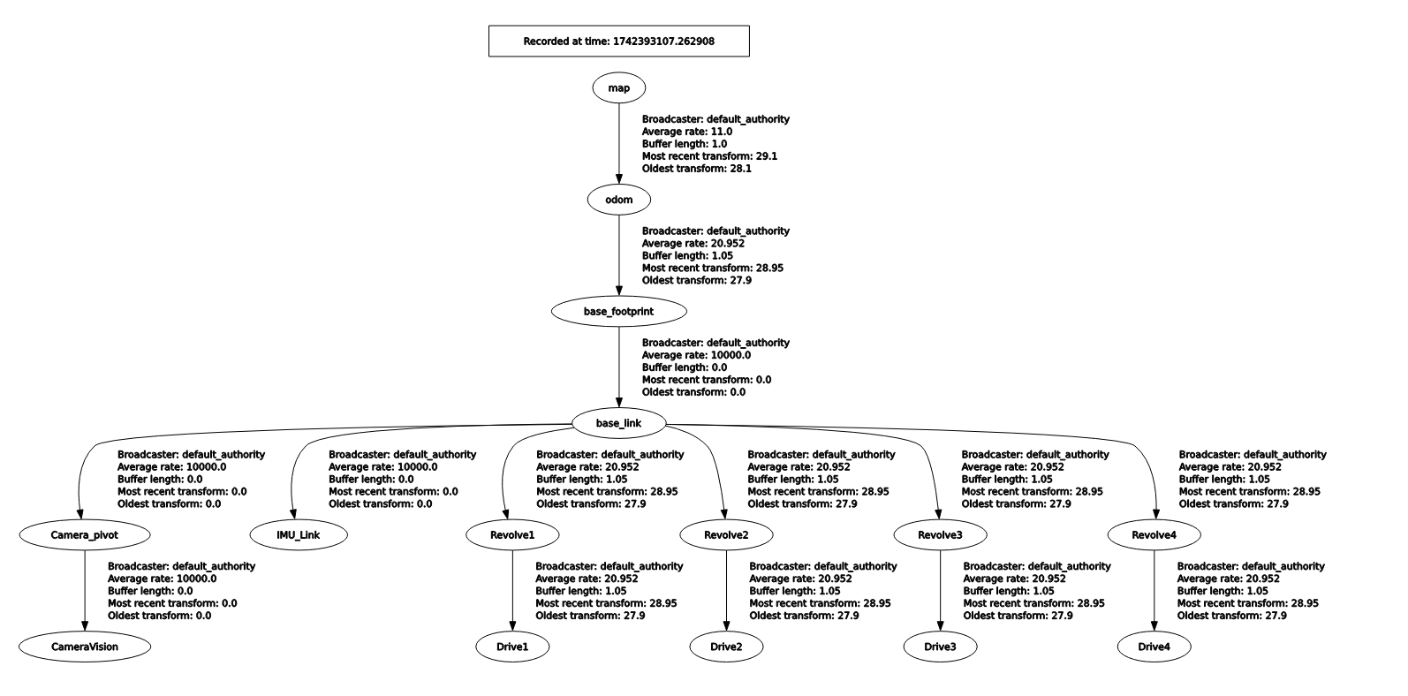 Recorded at time: 1742393107.262908
map
Broadcaster: default_authority
Average rate: 11.0
Buffer length: 1.0
Most recent transform: 29.1
Oldest transform: 28.1
odom
Broadcaster: default_authority
Average rate: 20.952
Buffer length: 1.05
Most recent transform: 28.95
Oldest transform: 27.9
base_footprint
Broadcaster: default_authority
Average rate: 10000.0
Buffer length: 0.0
Most recent transform: 0.0
Oldest transform: 0.0
base_link
Broadcaster: default_authority
Average rate: 10000.0
Buffer length: 0.0
Most recent transform: 0.0
Oldest transform: 0.0
Broadcaster: default_authority
Average rate: 10000.0
Buffer length: 0.0
Most recent transform: 0.0
Oldest transform: 0.0
Broadcaster: default_authority
Average rate: 20.952
Buffer length: 1.05
Most recent transform: 28.95
Oldest transform: 27.9
Broadcaster: default_authority
Average rate: 20.952
Buffer length: 1.05
Most recent transform: 28.95
Oldest transform: 27.9
Broadcaster: default_authority
Average rate: 20.952
Buffer length: 1.05
Most recent transform: 28.95
Oldest transform: 27.9
Broadcaster: default_authority
Average rate: 20.952
Buffer length: 1.05
Most recent transform: 28.95
Oldest transform: 27.9
Camera_pivot
IMU_Link
Revolve1
Revolve2
Revolve3
Revolve4
Broadcaster: default_authority
Average rate: 10000.0
Buffer length: 0.0
Most recent transform: 0.0
Oldest transform: 0.0
Broadcaster: default_authority
Average rate: 20.952
Buffer length: 1.05
Most recent transform: 28.95
Oldest transform: 27.9
Broadcaster: default_authority
Average rate: 20.952
Buffer length: 1.05
Most recent transform: 28.95
Oldest transform: 27.9
Broadcaster: default_authority
Average rate: 20.952
Buffer length: 1.05
Most recent transform: 28.95
Oldest transform: 27.9
Broadcaster: default_authority
Average rate: 20.952
Buffer length: 1.05
Most recent transform: 28.95
Oldest transform: 27.9
CameraVision
Drive1
Drive2
Drive3
Drive4